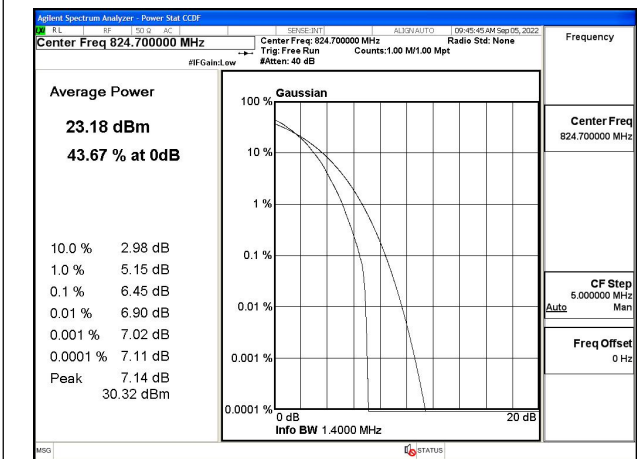 Agilent Spectrum Analyzer - Power Stat CCDF
RL RF 50 Ω AC SENSE:INT ALIGN AUTO 09:45:45 AM Sep 05, 2022
Center Freq 824.700000 MHz
Center Freq: 824.700000 MHz Radio Std: None
Trig: Free Run Counts:1.00 M/1.00 Mpt
#IFGain:Low #Atten: 40 dB
Frequency
Average Power
23.18 dBm
43.67 % at 0dB
10.0 % 2.98 dB
1.0 % 5.15 dB
0.1 % 6.45 dB
0.01 % 6.90 dB
0.001 % 7.02 dB
0.0001 % 7.11 dB
Peak 7.14 dB
30.32 dBm
Gaussian
100 %
10 %
1 %
0.1 %
0.01 %
0.001 %
0.0001 %
0 dB 20 dB
Info BW 1.4000 MHz
Center Freq
824.700000 MHz
CF Step
5.000000 MHz
Auto Man
Freq Offset
0 Hz
MSG STATUS